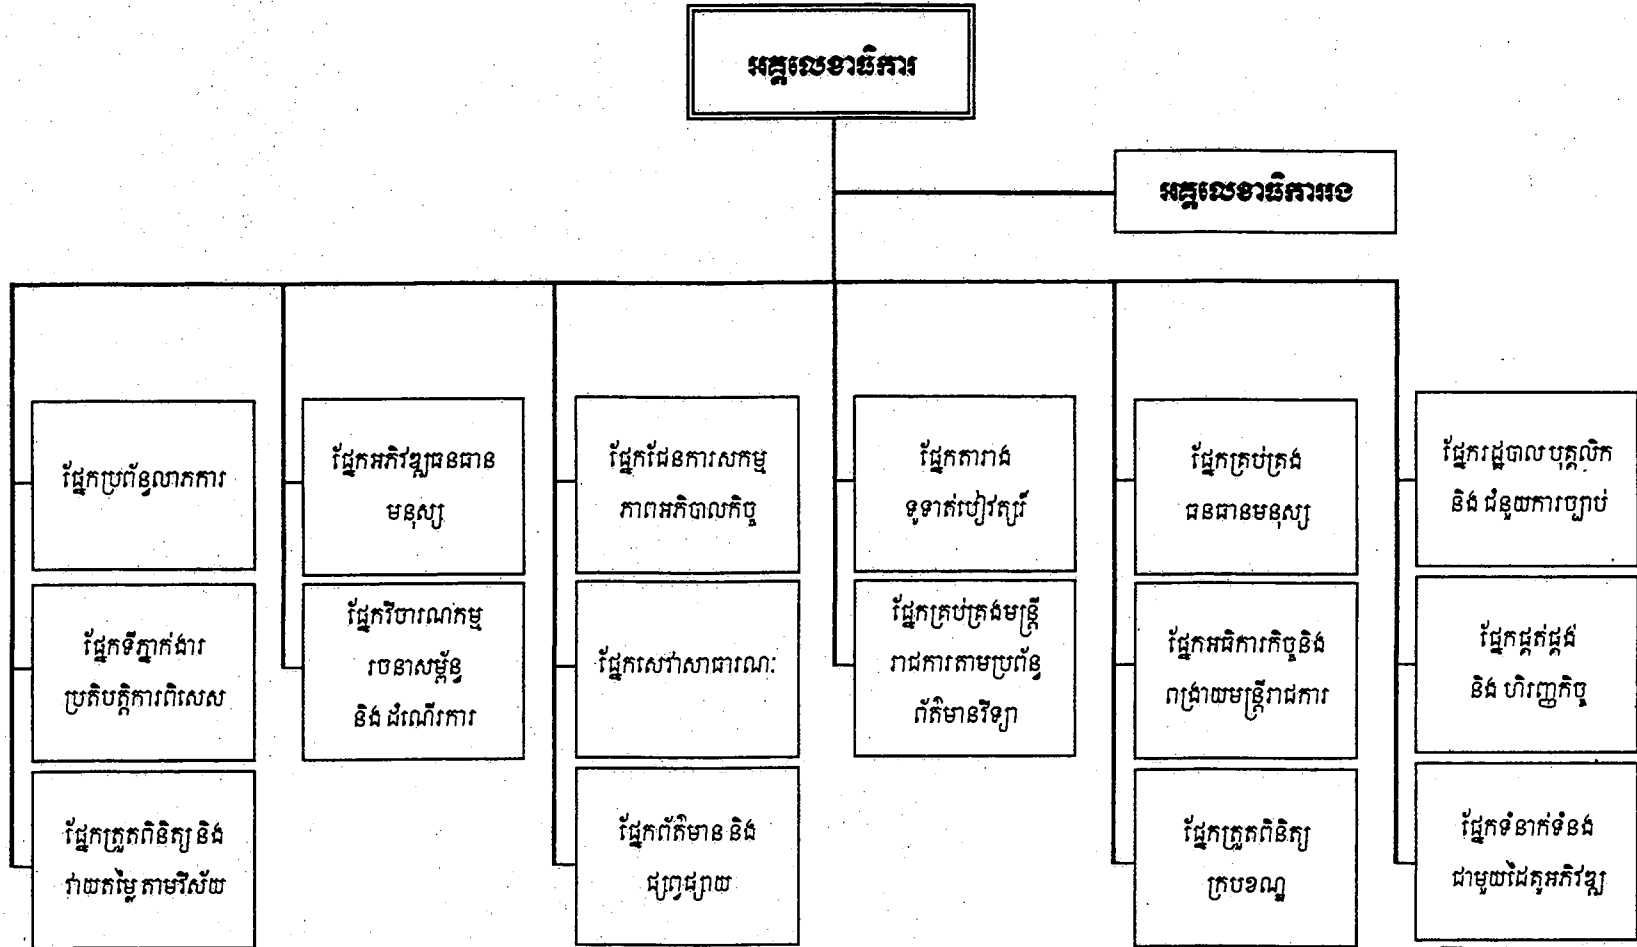 អគ្គលេខាធិការ
អគ្គលេខាធិការរង
ផ្នែកប្រព័ន្ធលាភការ
ផ្នែកទីភ្នាក់ងារ
ប្រតិបត្តិការពិសេស
ផ្នែកត្រួតពិនិត្យ និង
វាយតម្លៃ តាមវិស័យ
ផ្នែកអភិវឌ្ឍធនធាន
មនុស្ស
ផ្នែកវិចារណកម្ម
រចនាសម្ព័ន្ធ
និង ដំណើរការ
ផ្នែកផែនការសកម្ម
ភាពអភិបាលកិច្ច
ផ្នែកសេវាសាធារណៈ
ផ្នែកព័ត៌មាន និង
ផ្សព្វផ្សាយ
ផ្នែកតារាង
ទូទាត់បៀវត្សរ៍
ផ្នែកគ្រប់គ្រងមន្ត្រី
រាជការតាមប្រព័ន្ធ
ព័ត៌មានវិទ្យា
ផ្នែកគ្រប់គ្រង
ធនធានមនុស្ស
ផ្នែកអធិការកិច្ចនិង
ពង្រាយមន្ត្រីរាជការ
ផ្នែកត្រួតពិនិត្យ
ក្របខណ្ឌ
ផ្នែករដ្ឋបាល បុគ្គលិក
និង ជំនួយការច្បាប់
ផ្នែកផ្គត់ផ្គង់
និង ហិរញ្ញកិច្ច
ផ្នែកទំនាក់ទំនង
ជាមួយដៃគូអភិវឌ្ឍ